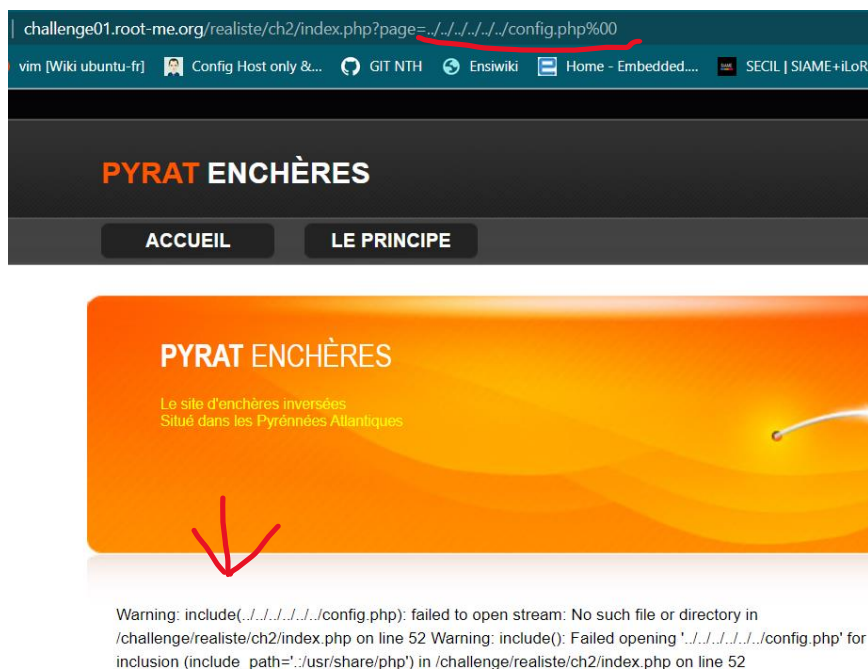 challenge01.root-me.org/realiste/ch2/index.php?page=../../../../../../config.php%00
vim [Wiki ubuntu-fr] Config Host only &... GIT NTH Ensiwiki Home - Embedded.... SECIL | SIAME+iLoR
PYRAT ENCHÈRES
ACCUEIL LE PRINCIPE
PYRAT ENCHÈRES
Le site d'enchères inversées
Situé dans les Pyrénnées Atlantiques
Warning: include(../../../../../../config.php): failed to open stream: No such file or directory in
/challenge/realiste/ch2/index.php on line 52 Warning: include(): Failed opening '../../../../../../config.php' for
inclusion (include_path='.:/usr/share/php') in /challenge/realiste/ch2/index.php on line 52